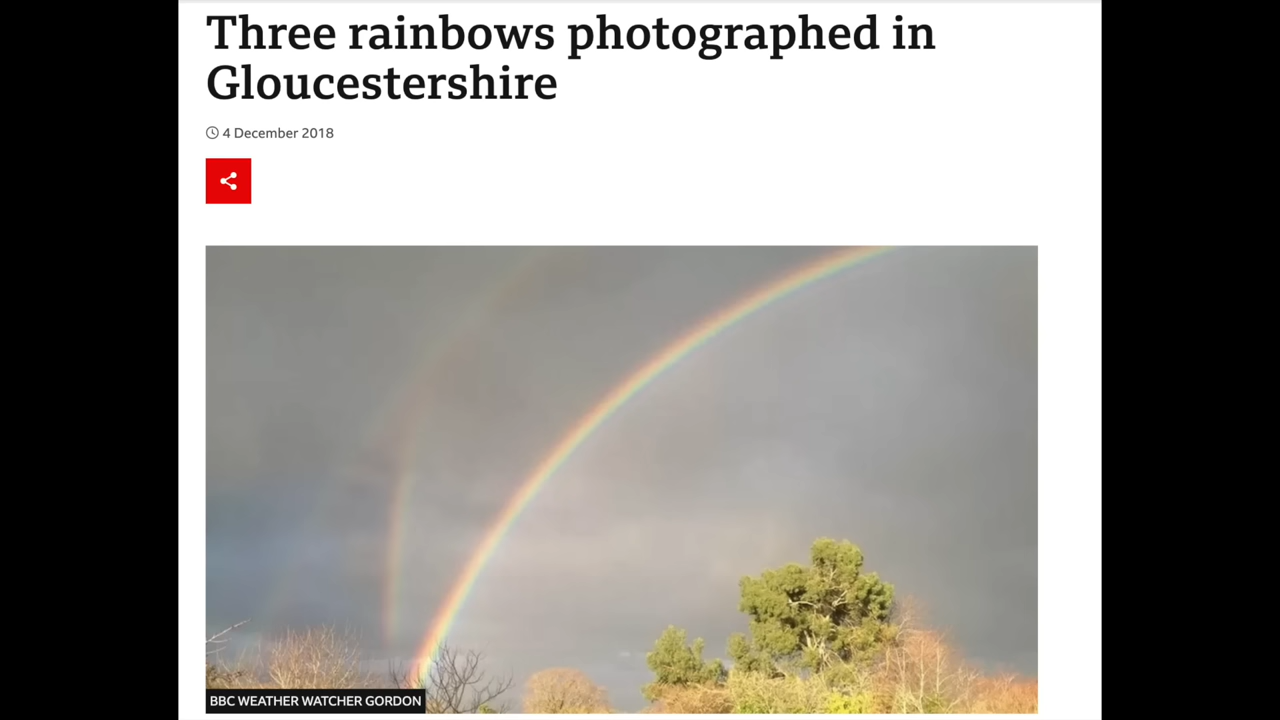 Three rainbows photographed in
Gloucestershire
4 December 2018
BBC WEATHER WATCHER GORDON